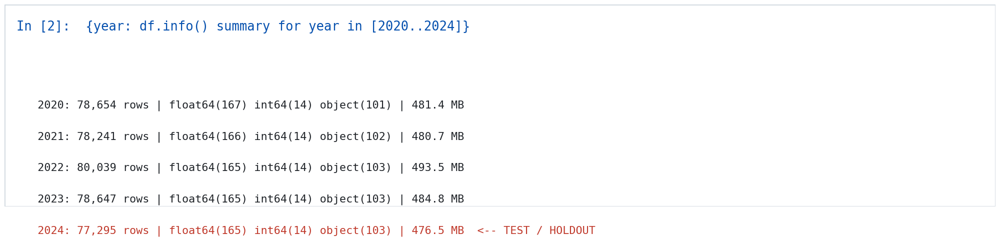 In [2]:  {year: df.info() summary for year in [2020..2024]}
2020: 78,654 rows | float64(167) int64(14) object(101) | 481.4 MB
2021: 78,241 rows | float64(166) int64(14) object(102) | 480.7 MB
2022: 80,039 rows | float64(165) int64(14) object(103) | 493.5 MB
2023: 78,647 rows | float64(165) int64(14) object(103) | 484.8 MB
2024: 77,295 rows | float64(165) int64(14) object(103) | 476.5 MB  <-- TEST / HOLDOUT